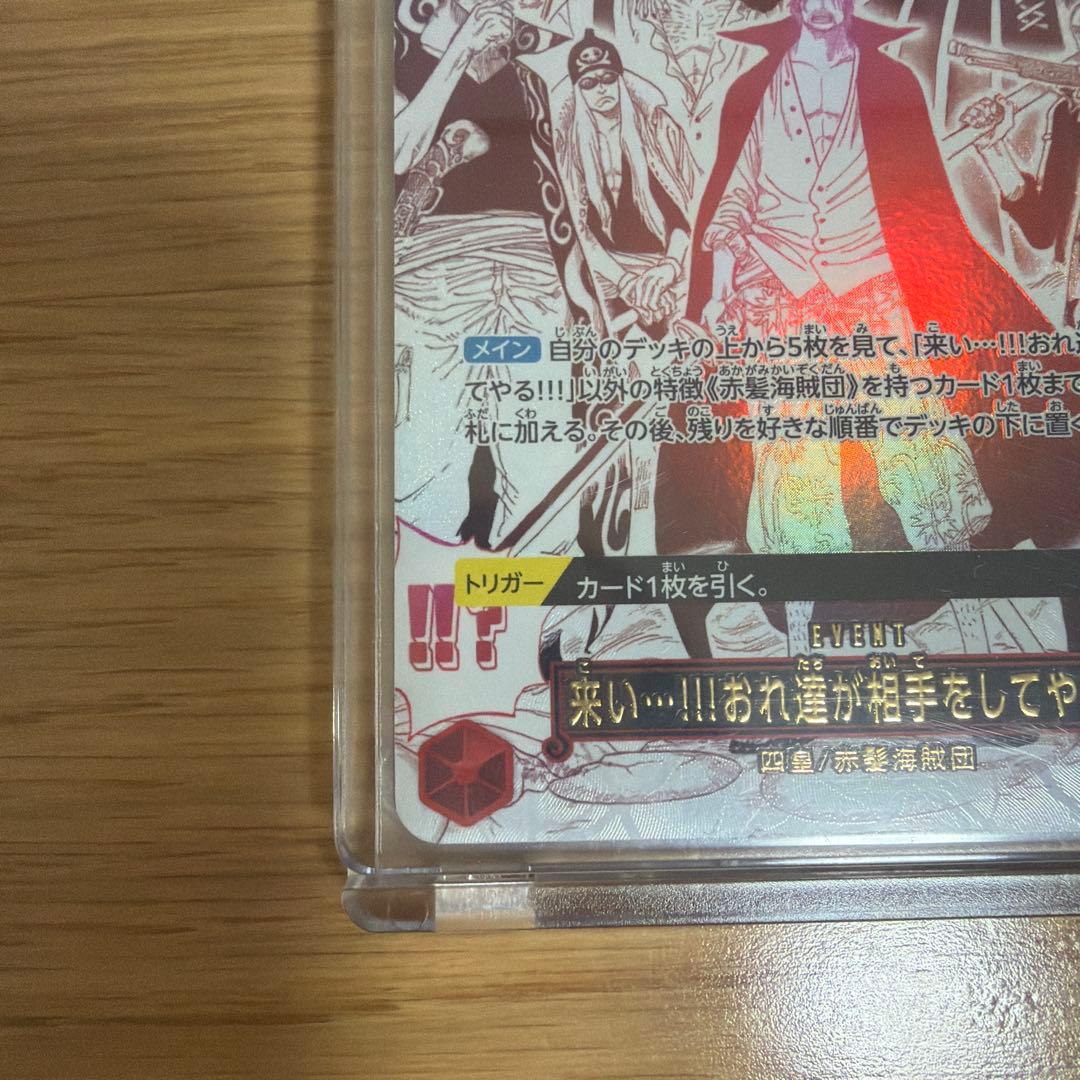 メイン 自分のデッキの上から5枚を見て、「来い…!!!おれ
てやる!!!」以外の特徴《赤髪海賊団》を持つカード1枚まで
札に加える。その後、残りを好きな順番でデッキの下に置く
トリガー カード1枚を引く。
!!?
EVENT
来い…!!!おれ達が相手をしてや
四皇/赤髪海賊団